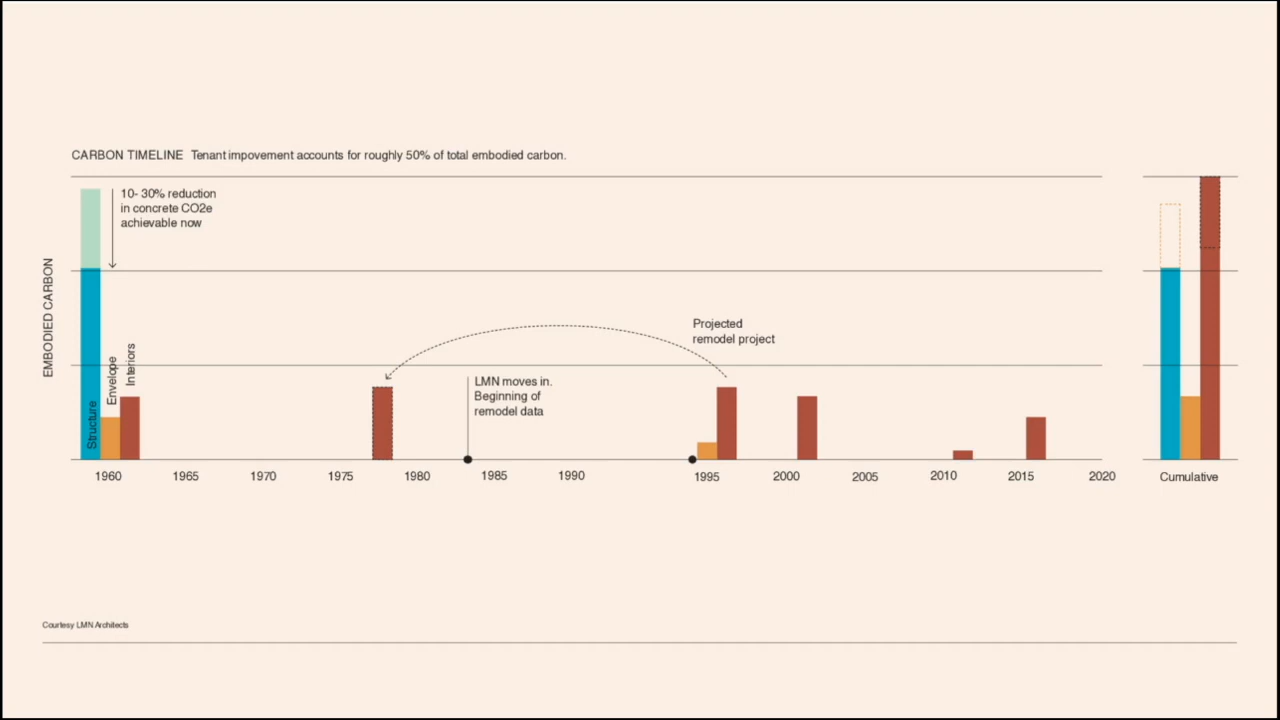 CARBON TIMELINE Tenant impovement accounts for roughly 50% of total embodied carbon.
10- 30% reduction
in concrete CO2e
achievable now
EMBODIED CARBON
Structure
Envelope
Interiors
Projected
remodel project
LMN moves in.
Beginning of
remodel data
1960 1965 1970 1975 1980 1985 1990 1995 2000 2005 2010 2015 2020 Cumulative
Courtesy LMN Architects